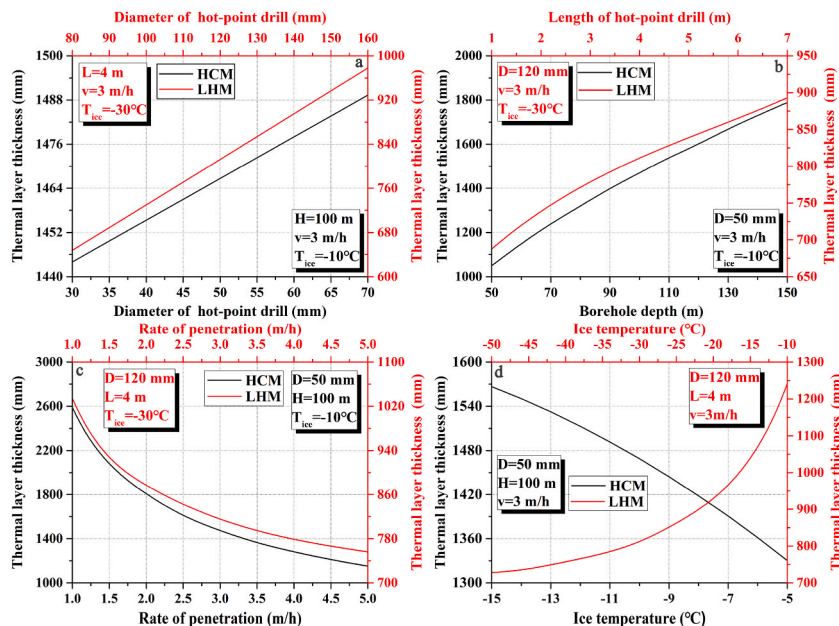 Diameter of hot-point drill (mm)
80 90 100 110 120 130 140 150 160
a
L=4 m
v=3 m/h
Tice=-30°C
HCM
LHM
H=100 m
v=3 m/h
Tice=-10°C
Thermal layer thickness (mm)
1500
1488
1476
1464
1452
1440
1000
960
920
880
840
800
760
720
680
640
600
Thermal layer thickness (mm)
30 35 40 45 50 55 60 65 70
Diameter of hot-point drill (mm)
Length of hot-point drill (m)
1 2 3 4 5 6 7
b
D=120 mm
v=3 m/h
Tice=-30°C
HCM
LHM
D=50 mm
v=3 m/h
Tice=-10°C
Thermal layer thickness (mm)
2000
1800
1600
1400
1200
1000
950
900
850
800
750
700
650
Thermal layer thickness (mm)
50 70 90 110 130 150
Borehole depth (m)
Rate of penetration (m/h)
1.0 1.5 2.0 2.5 3.0 3.5 4.0 4.5 5.0
c
D=120 mm
L=4 m
Tice=-30°C
HCM
LHM
D=50 mm
H=100 m
Tice=-10°C
Thermal layer thickness (mm)
3000
2600
2200
1800
1400
1000
1100
1020
940
860
780
700
Thermal layer thickness (mm)
1.0 1.5 2.0 2.5 3.0 3.5 4.0 4.5 5.0
Rate of penetration (m/h)
Ice temperature (°C)
-50 -40 -30 -20 -10
d
D=120 mm
L=4 m
v=3m/h
D=50 mm
H=100 m
v=3 m/h
HCM
LHM
Thermal layer thickness (mm)
1600
1540
1480
1420
1360
1300
1300
1200
1100
1000
900
800
700
Thermal layer thickness (mm)
-15 -13 -11 -9 -7 -5
Ice temperature (°C)